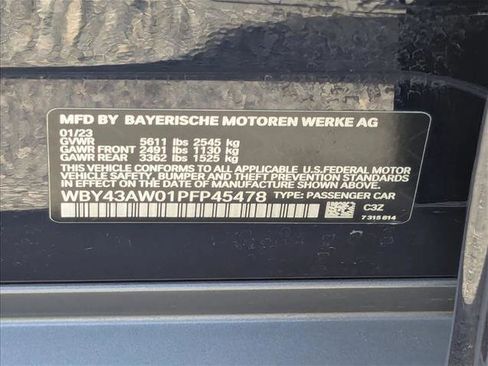 MFD BY BAYERISCHE MOTOREN WERKE AG
01/23
GVWR 5611 lbs 2545 kg
GAWR FRONT 2491 lbs 1130 kg
GAWR REAR 3362 lbs 1525 kg
THIS VEHICLE CONFORMS TO ALL APPLICABLE U.S.FEDERAL MOTOR
VEHICLE SAFETY, BUMPER, AND THEFT PREVENTION STANDARDS
IN EFFECT ON THE DATE OF MANUFACTURE SHOWN ABOVE.
WBY43AW01PFP45478 TYPE: PASSENGER CAR
C3Z
7 315 814